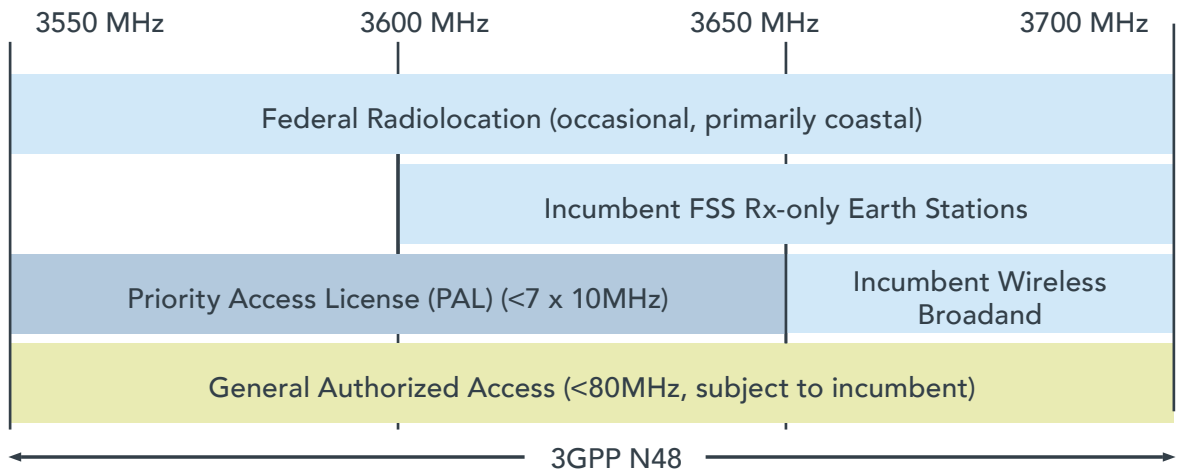 3550 MHz 3600 MHz 3650 MHz 3700 MHz
Federal Radiolocation (occasional, primarily coastal)
Incumbent FSS Rx-only Earth Stations
Priority Access License (PAL) (<7 x 10MHz)
Incumbent Wireless
Broadand
General Authorized Access (<80MHz, subject to incumbent)
3GPP N48